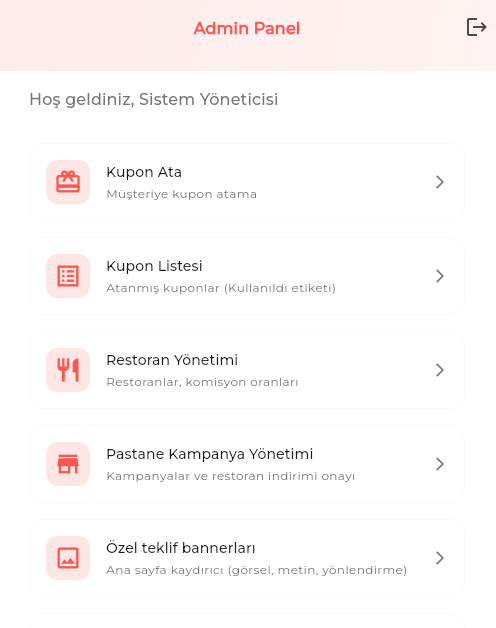 Admin Panel
Hoş geldiniz, Sistem Yöneticisi
Kupon Ata
Müşteriye kupon atama
Kupon Listesi
Atanmış kuponlar (Kullanıldı etiketi)
Restoran Yönetimi
Restoranlar, komisyon oranları
Pastane Kampanya Yönetimi
Kampanyalar ve restoran indirimi onayı
Özel teklif bannerları
Ana sayfa kaydırıcı (görsel, metin, yönlendirme)